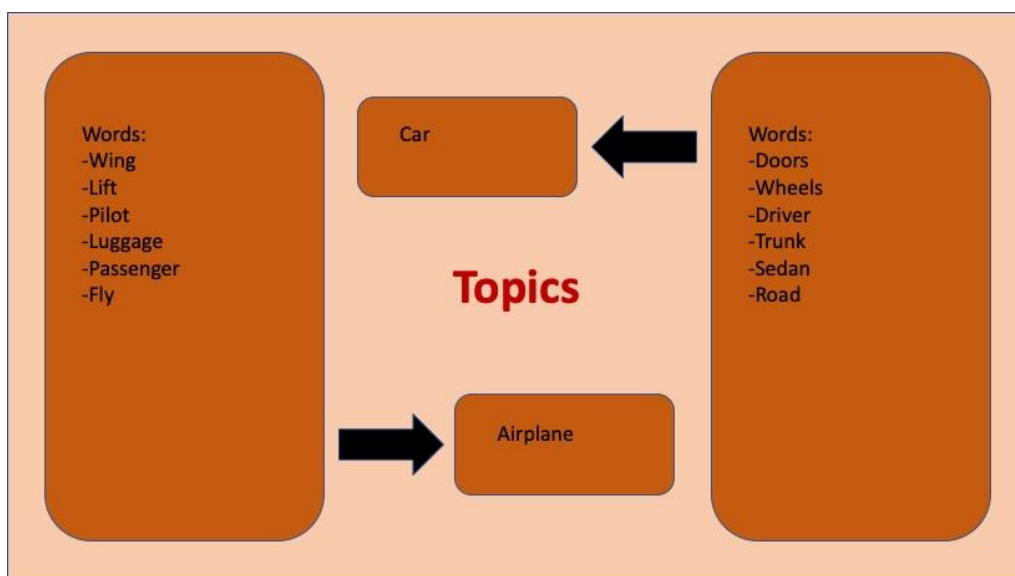 Words:
-Wing
-Lift
-Pilot
-Luggage
-Passenger
-Fly
Car
Topics
Airplane
Words:
-Doors
-Wheels
-Driver
-Trunk
-Sedan
-Road